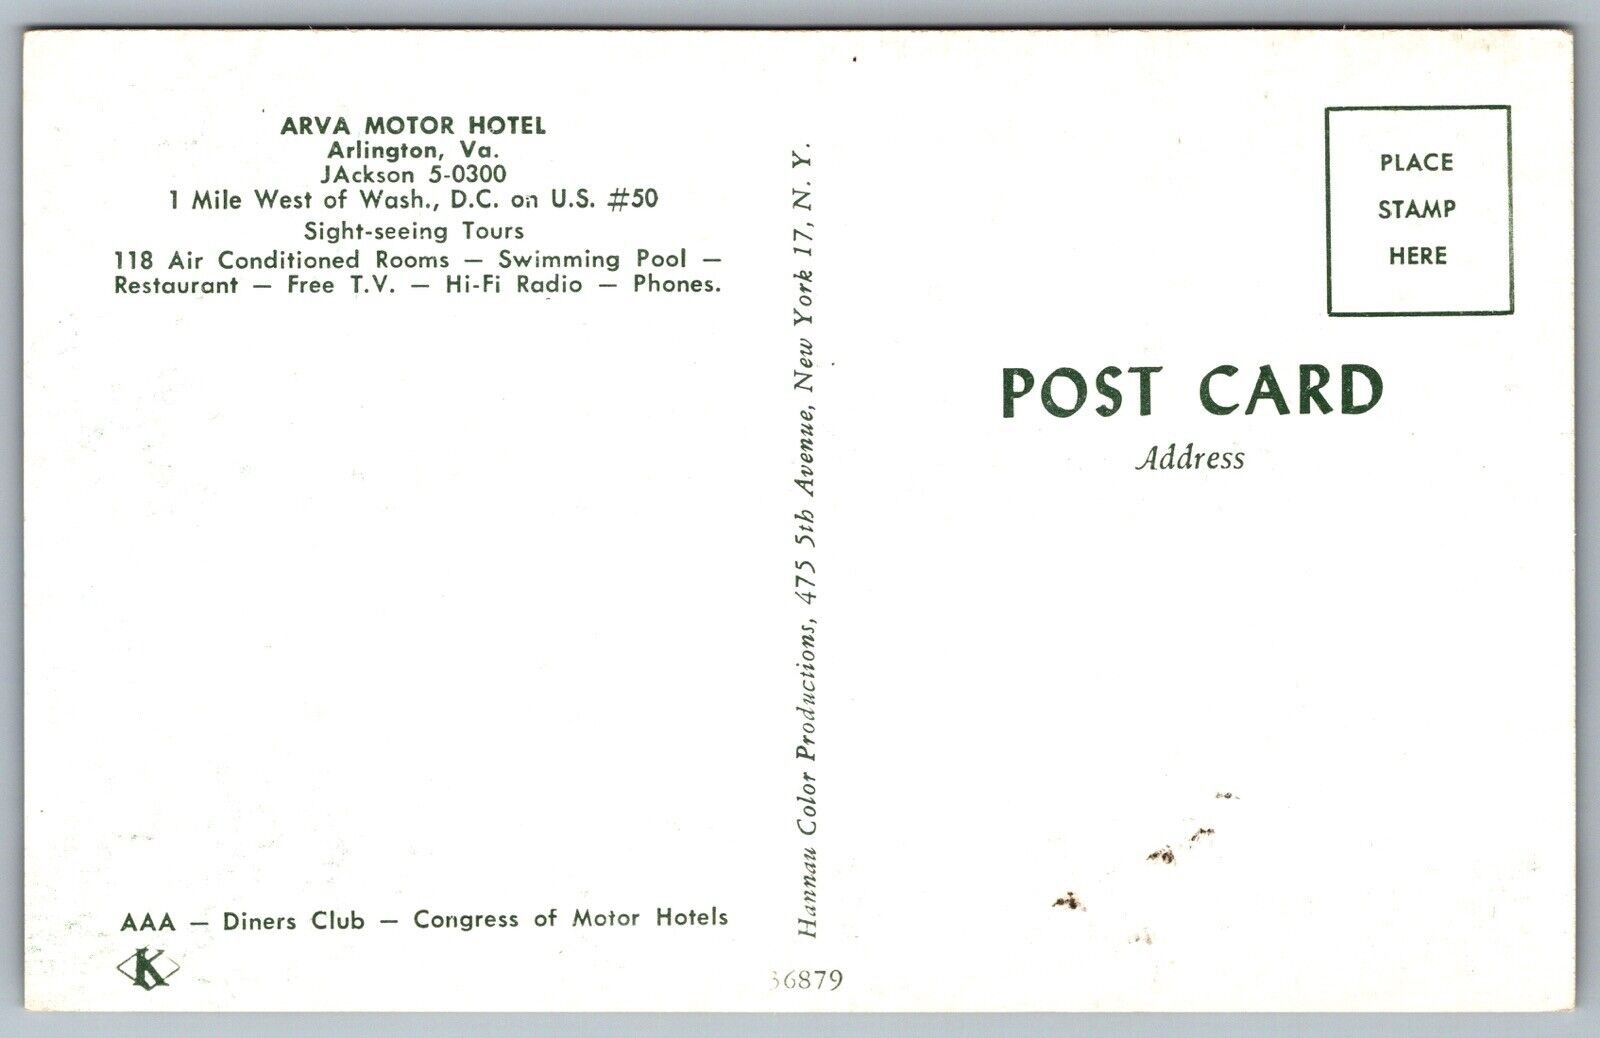 ARVA MOTOR HOTEL
Arlington, Va.
JAckson 5-0300
1 Mile West of Wash., D.C. on U.S. #50
Sight-seeing Tours
118 Air Conditioned Rooms — Swimming Pool —
Restaurant — Free T.V. — Hi-Fi Radio — Phones.
AAA — Diners Club — Congress of Motor Hotels
K
Hannau Color Productions, 475 5th Avenue, New York 17, N. Y.
36879
PLACE
STAMP
HERE
POST CARD
Address